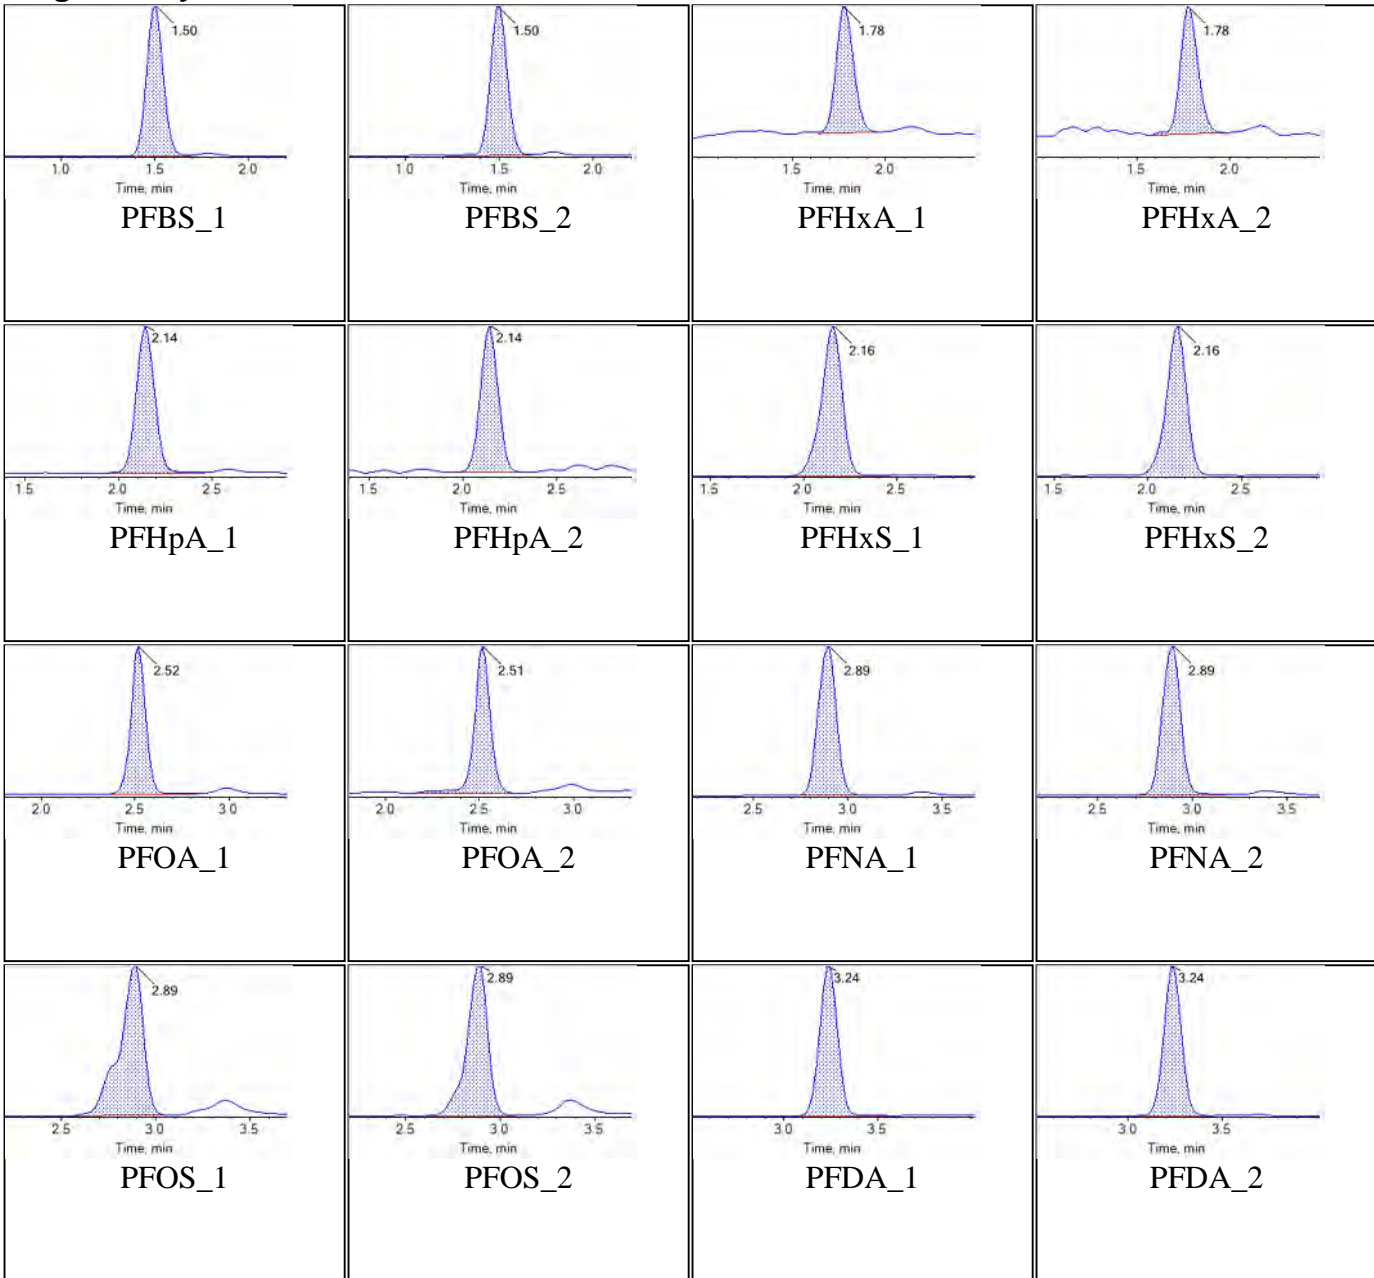 1.50 1.50 1.78 1.78
1.0 1.5 2.0 1.0 1.5 2.0 1.5 2.0 1.5 2.0
Time, min Time, min Time, min Time, min
PFBS_1 PFBS_2 PFHxA_1 PFHxA_2
2.14 2.14 2.16 2.16
1.5 2.0 2.5 1.5 2.0 2.5 1.5 2.0 2.5 1.5 2.0 2.5
Time, min Time, min Time, min Time, min
PFHpA_1 PFHpA_2 PFHxS_1 PFHxS_2
2.52 2.51 2.89 2.89
2.0 2.5 3.0 2.0 2.5 3.0 2.5 3.0 3.5 2.5 3.0 3.5
Time, min Time, min Time, min Time, min
PFOA_1 PFOA_2 PFNA_1 PFNA_2
2.89 2.89 3.24 3.24
2.5 3.0 3.5 2.5 3.0 3.5 3.0 3.5 3.0 3.5
Time, min Time, min Time, min Time, min
PFOS_1 PFOS_2 PFDA_1 PFDA_2